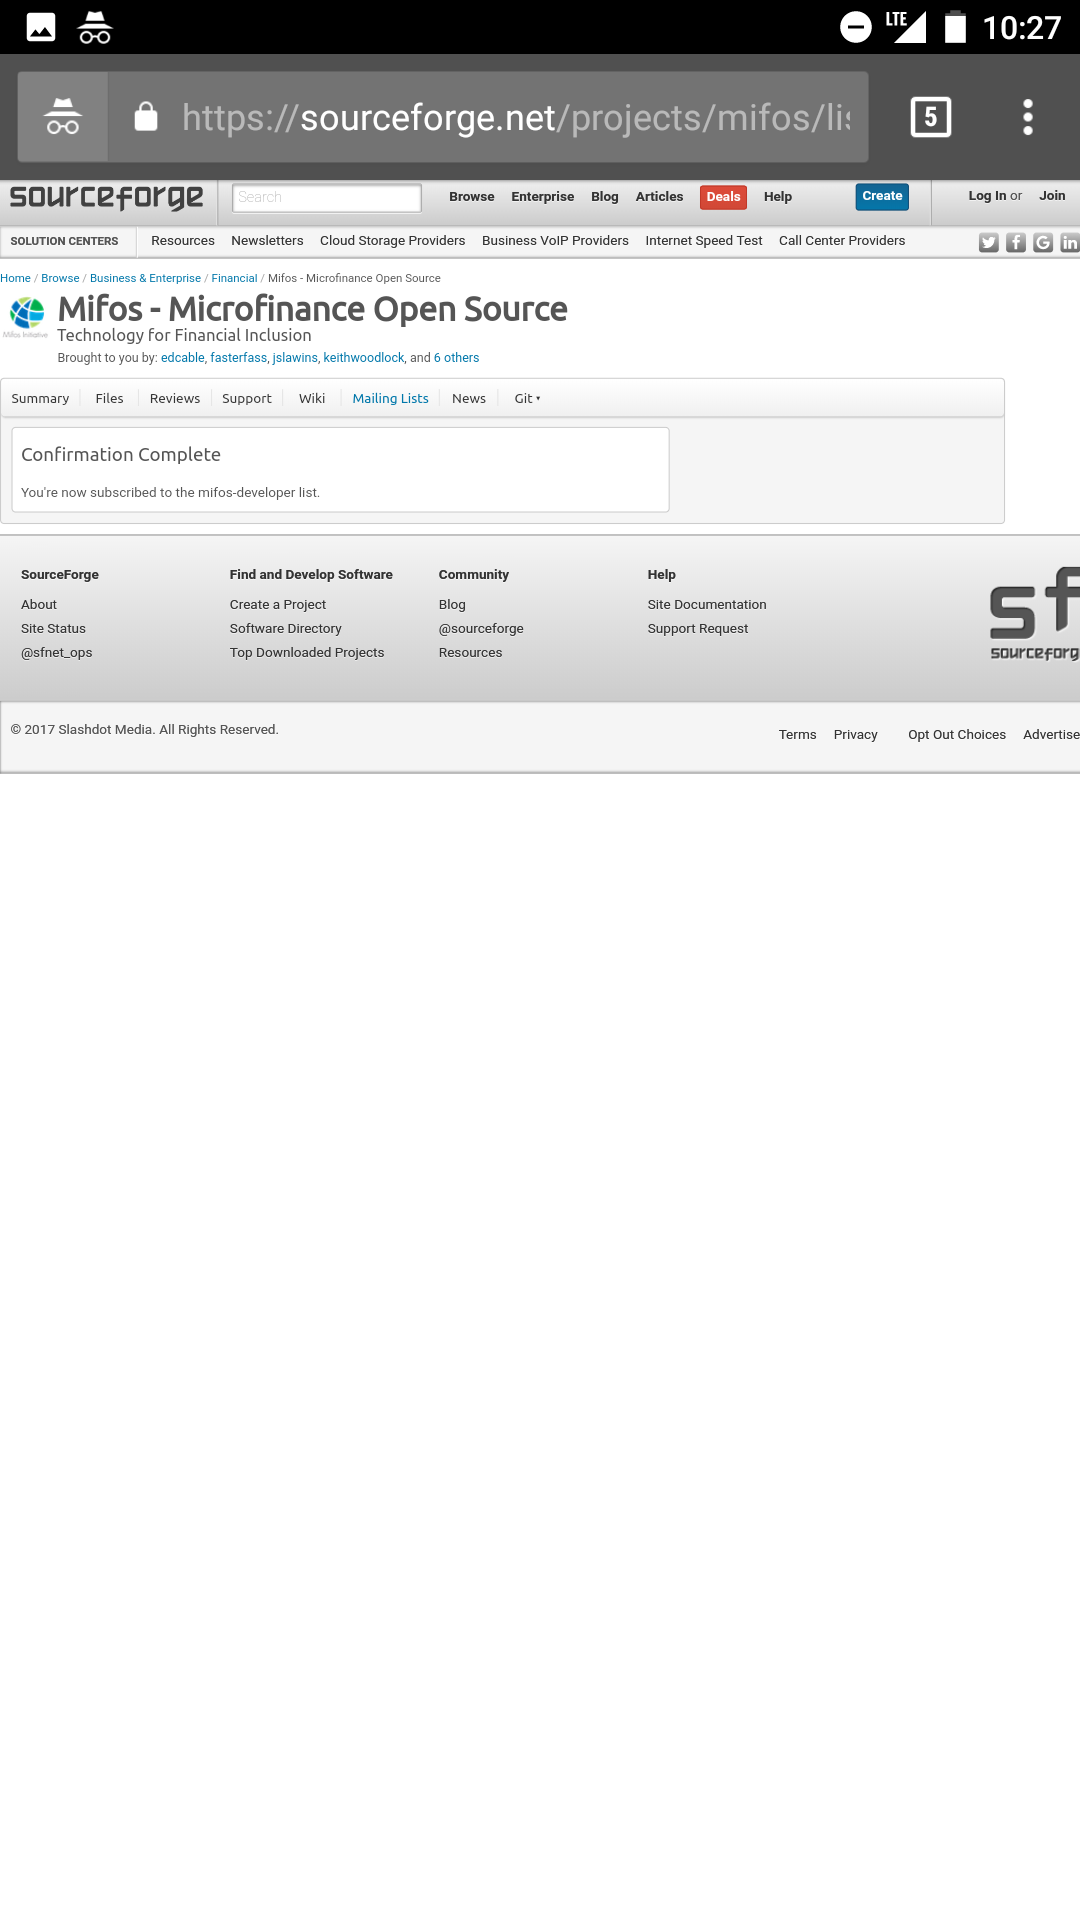 LTE 10:27
https://sourceforge.net/projects/mifos/lis
5
sourceforge Search Browse Enterprise Blog Articles Deals Help Create Log In or Join
SOLUTION CENTERS Resources Newsletters Cloud Storage Providers Business VoIP Providers Internet Speed Test Call Center Providers
Home / Browse / Business & Enterprise / Financial / Mifos - Microfinance Open Source
Mifos Initiative
Mifos - Microfinance Open Source
Technology for Financial Inclusion
Brought to you by: edcable, fasterfass, jslawins, keithwoodlock, and 6 others
Summary Files Reviews Support Wiki Mailing Lists News Git ▾
Confirmation Complete
You're now subscribed to the mifos-developer list.
SourceForge
About
Site Status
@sfnet_ops
Find and Develop Software
Create a Project
Software Directory
Top Downloaded Projects
Community
Blog
@sourceforge
Resources
Help
Site Documentation
Support Request
sf
sourceforg
© 2017 Slashdot Media. All Rights Reserved.
Terms Privacy Opt Out Choices Advertise